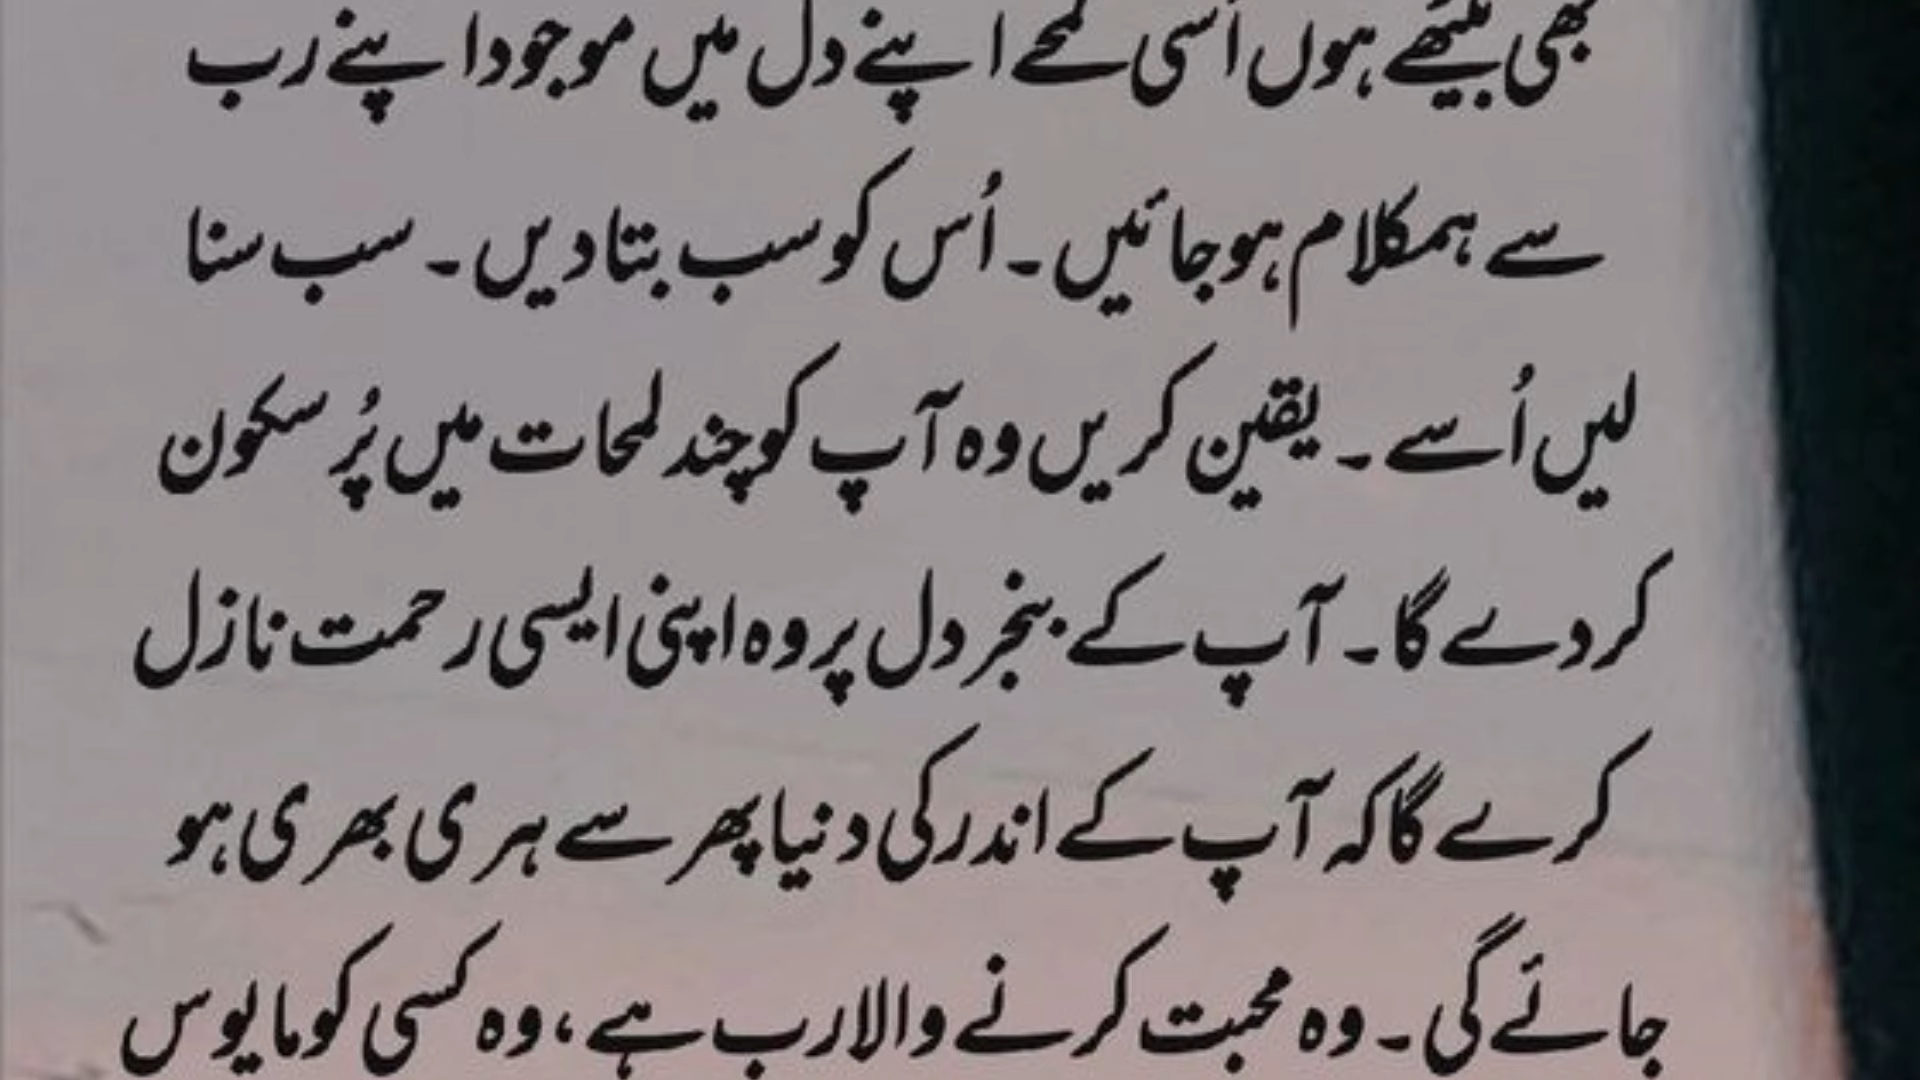 بھی بیٹھے ہوں اُسی لمحے اپنے دل میں موجود اپنے رب
سے ہمکلام ہو جائیں۔ اُس کو سب بتا دیں۔ سب سنا
لیں اُسے۔ یقین کریں وہ آپ کو چند لمحات میں پُرسکون
کر دے گا۔ آپ کے بنجر دل پر وہ اپنی ایسی رحمت نازل
کرے گا کہ آپ کے اندر کی دنیا پھر سے ہری بھری ہو
جائے گی۔ وہ محبت کرنے والا رب ہے، وہ کسی کو مایوس